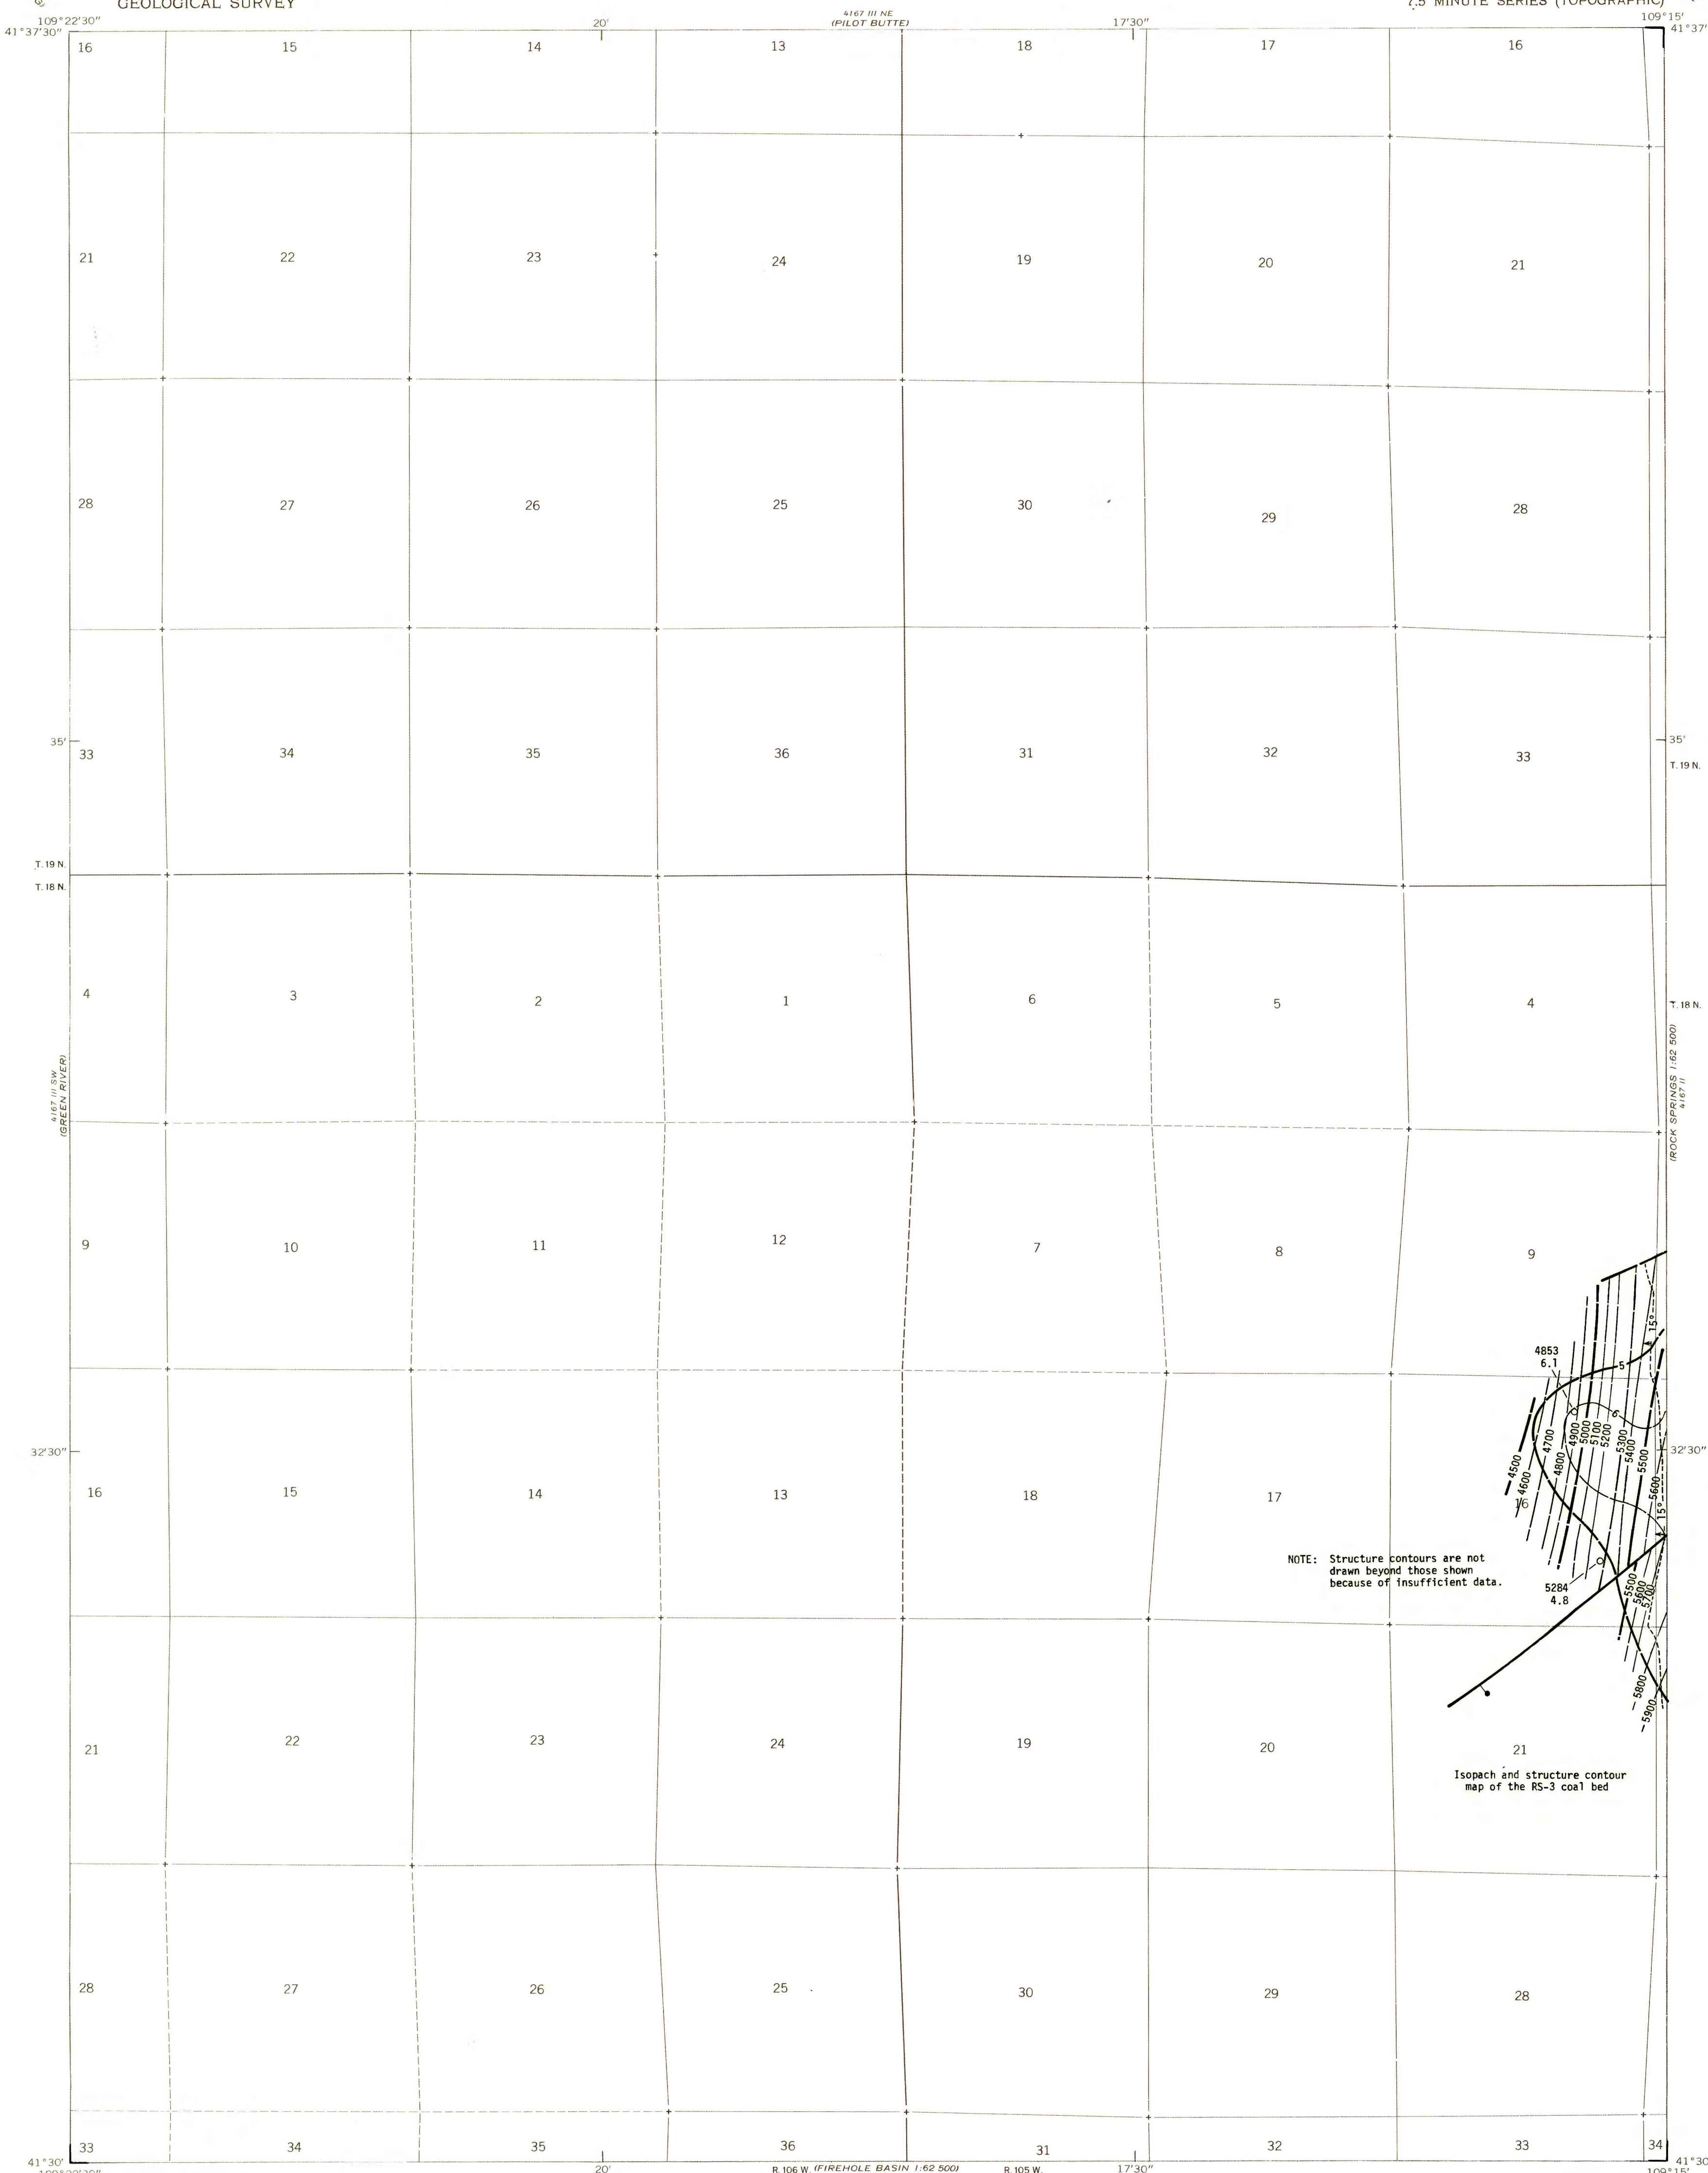 GEOLOGICAL SURVEY
7.5 MINUTE SERIES (TOPOGRAPHIC)
109°22'30"
20'
4167 III NE
(PILOT BUTTE)
17'30"
109°15'
41°37'30"
41°37'
16 15 14 13 18 17 16
21 22 23 24 19 20 21
28 27 26 25 30 29 28
35'
35'
33 34 35 36 31 32 33
T. 19 N.
T. 19 N.
T. 18 N.
4 3 2 1 6 5 4
T. 18 N.
4167 III SW
(GREEN RIVER)
(ROCK SPRINGS 1:62 500)
4167 II
9 10 11 12 7 8 9
15°
4853
6.1
5
6
32'30"
32'30"
4500
4600
4700
4800
4900
5000
5100
5200
5300
5400
5500
5600
15°
16 15 14 13 18 17 16
NOTE: Structure contours are not
drawn beyond those shown
because of insufficient data.
5284
4.8
5500
5600
5700
5800
5900
21 22 23 24 19 20 21
Isopach and structure contour
map of the RS-3 coal bed
28 27 26 25 30 29 28
33 34 35 36 31 32 33 34
41°30'
20'
R. 106 W.
(FIREHOLE BASIN 1:62 500)
R. 105 W.
17'30"
109°15'